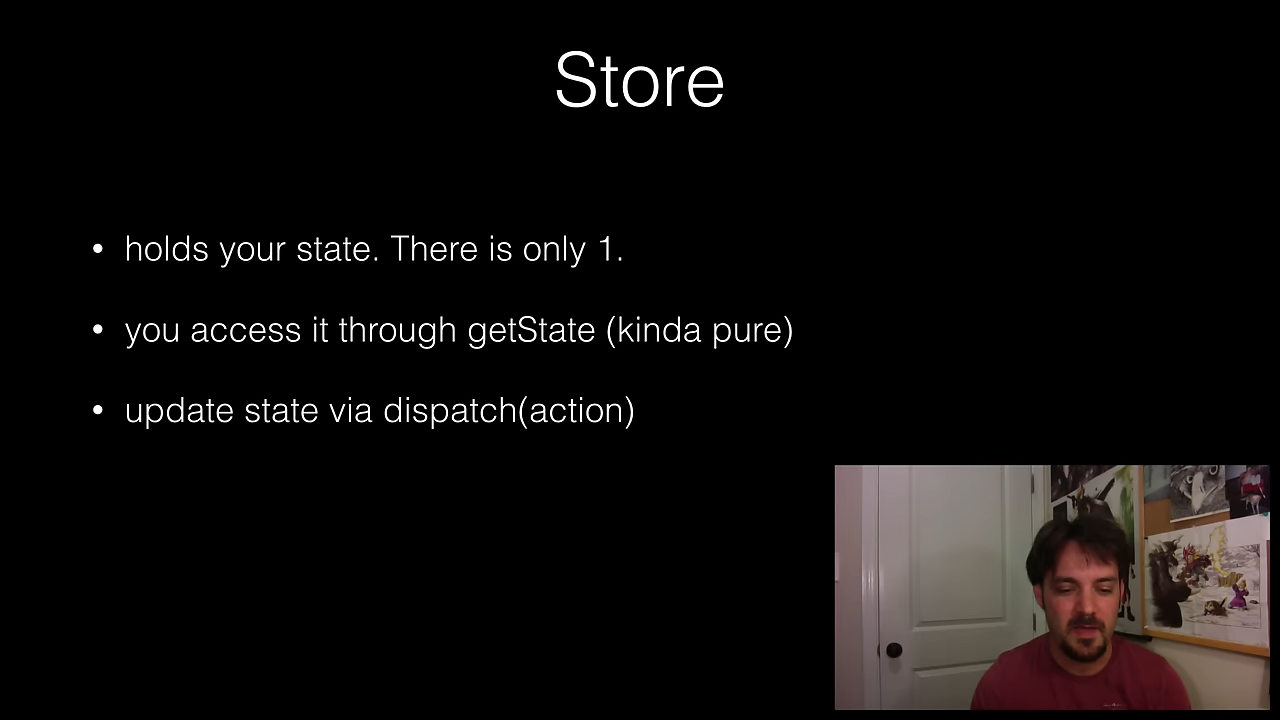 Store
• holds your state. There is only 1.
• you access it through getState (kinda pure)
• update state via dispatch(action)